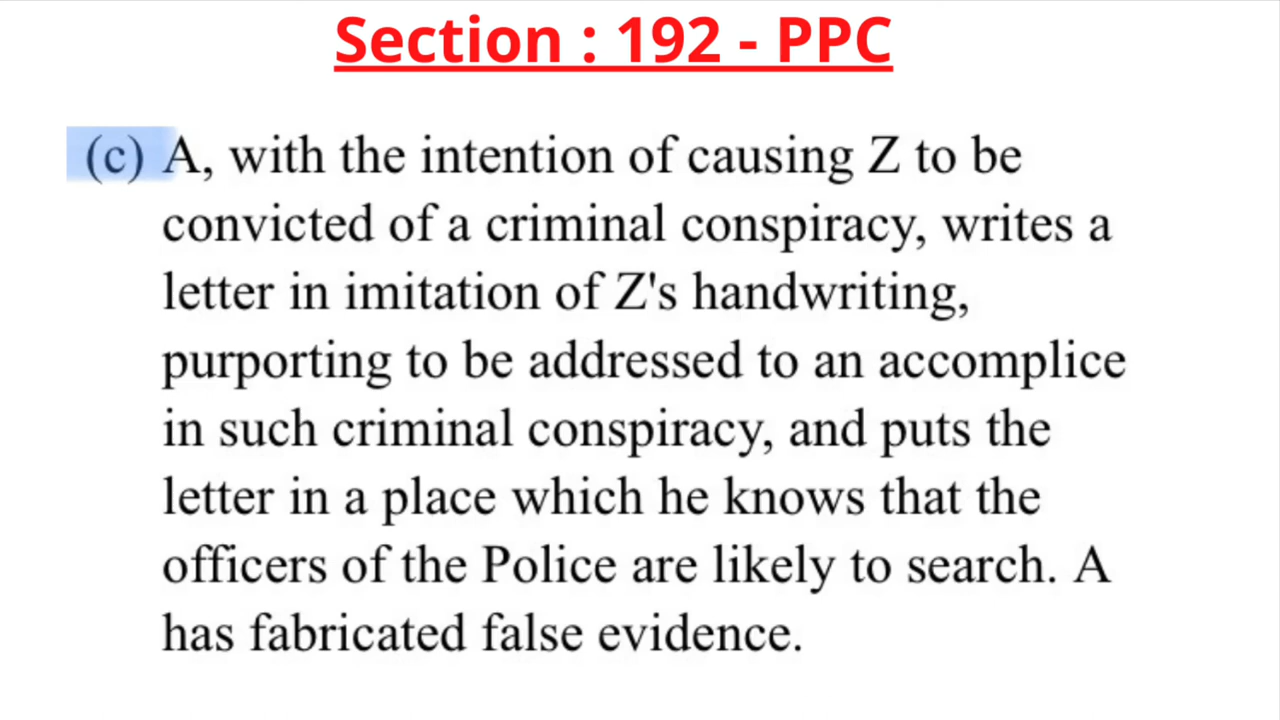 Section : 192 - PPC
(c) A, with the intention of causing Z to be
convicted of a criminal conspiracy, writes a
letter in imitation of Z's handwriting,
purporting to be addressed to an accomplice
in such criminal conspiracy, and puts the
letter in a place which he knows that the
officers of the Police are likely to search. A
has fabricated false evidence.